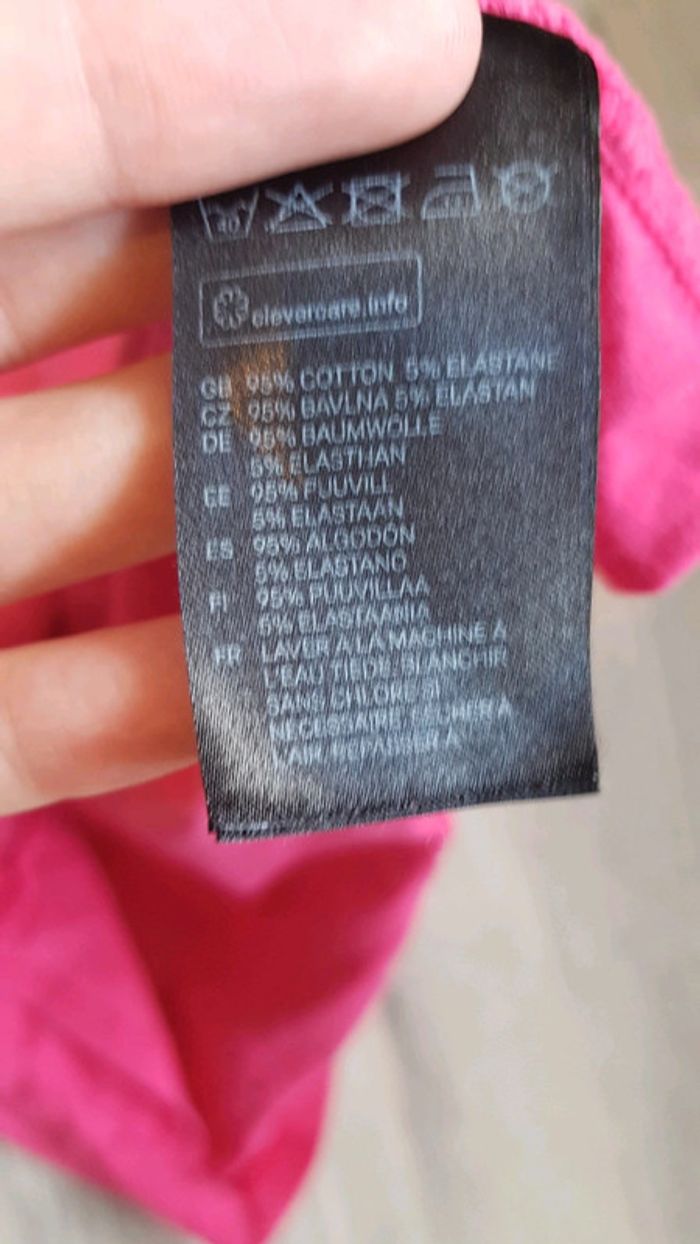 40
clevercare.info
GB 95% COTTON 5% ELASTANE
CZ 95% BAVLNA 5% ELASTAN
DE 95% BAUMWOLLE
5% ELASTHAN
EE 95% PUUVILL
5% ELASTAAN
ES 95% ALGODÓN
5% ELASTANO
FI 95% PUUVILLAA
5% ELASTAANIA
FR LAVER A LA MACHINE A
L'EAU TIEDE, BLANCHIR
SANS CHLORE SI
NECESSAIRE, SECHER A
L'AIR, REPASSER A